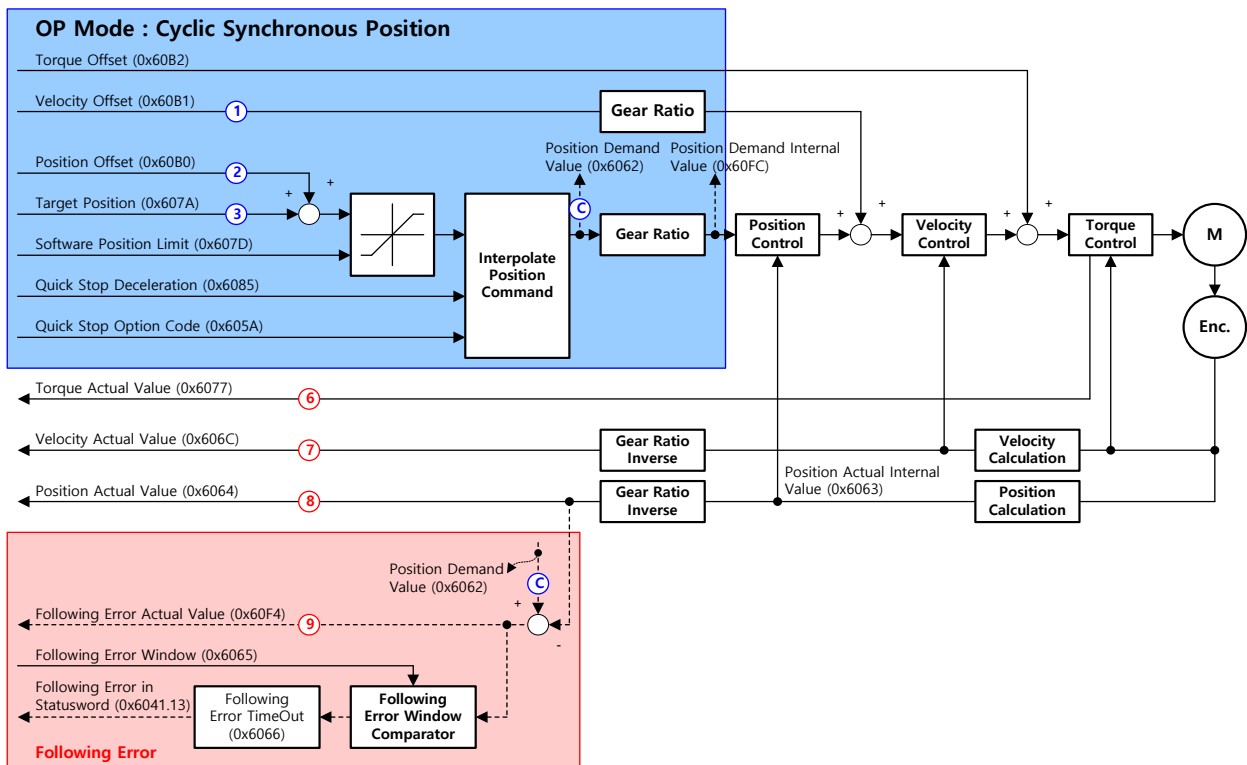 OP Mode : Cyclic Synchronous Position
Torque Offset (0x60B2)
Velocity Offset (0x60B1)
1
Gear Ratio
Position Offset (0x60B0)
2
+
Position Demand
Value (0x6062)
Position Demand Internal
Value (0x60FC)
Target Position (0x607A)
3
+
C
+
+
+
+
Software Position Limit (0x607D)
Interpolate
Position
Command
Gear Ratio
Position
Control
Velocity
Control
Torque
Control
M
Quick Stop Deceleration (0x6085)
Quick Stop Option Code (0x605A)
Enc.
Torque Actual Value (0x6077)
6
Velocity Actual Value (0x606C)
7
Gear Ratio
Inverse
Velocity
Calculation
Position Actual Value (0x6064)
8
Gear Ratio
Inverse
Position Actual Internal
Value (0x6063)
Position
Calculation
Position Demand
Value (0x6062)
C
+
-
Following Error Actual Value (0x60F4)
9
Following Error Window (0x6065)
Following Error in
Statusword (0x6041.13)
Following
Error TimeOut
(0x6066)
Following
Error Window
Comparator
Following Error